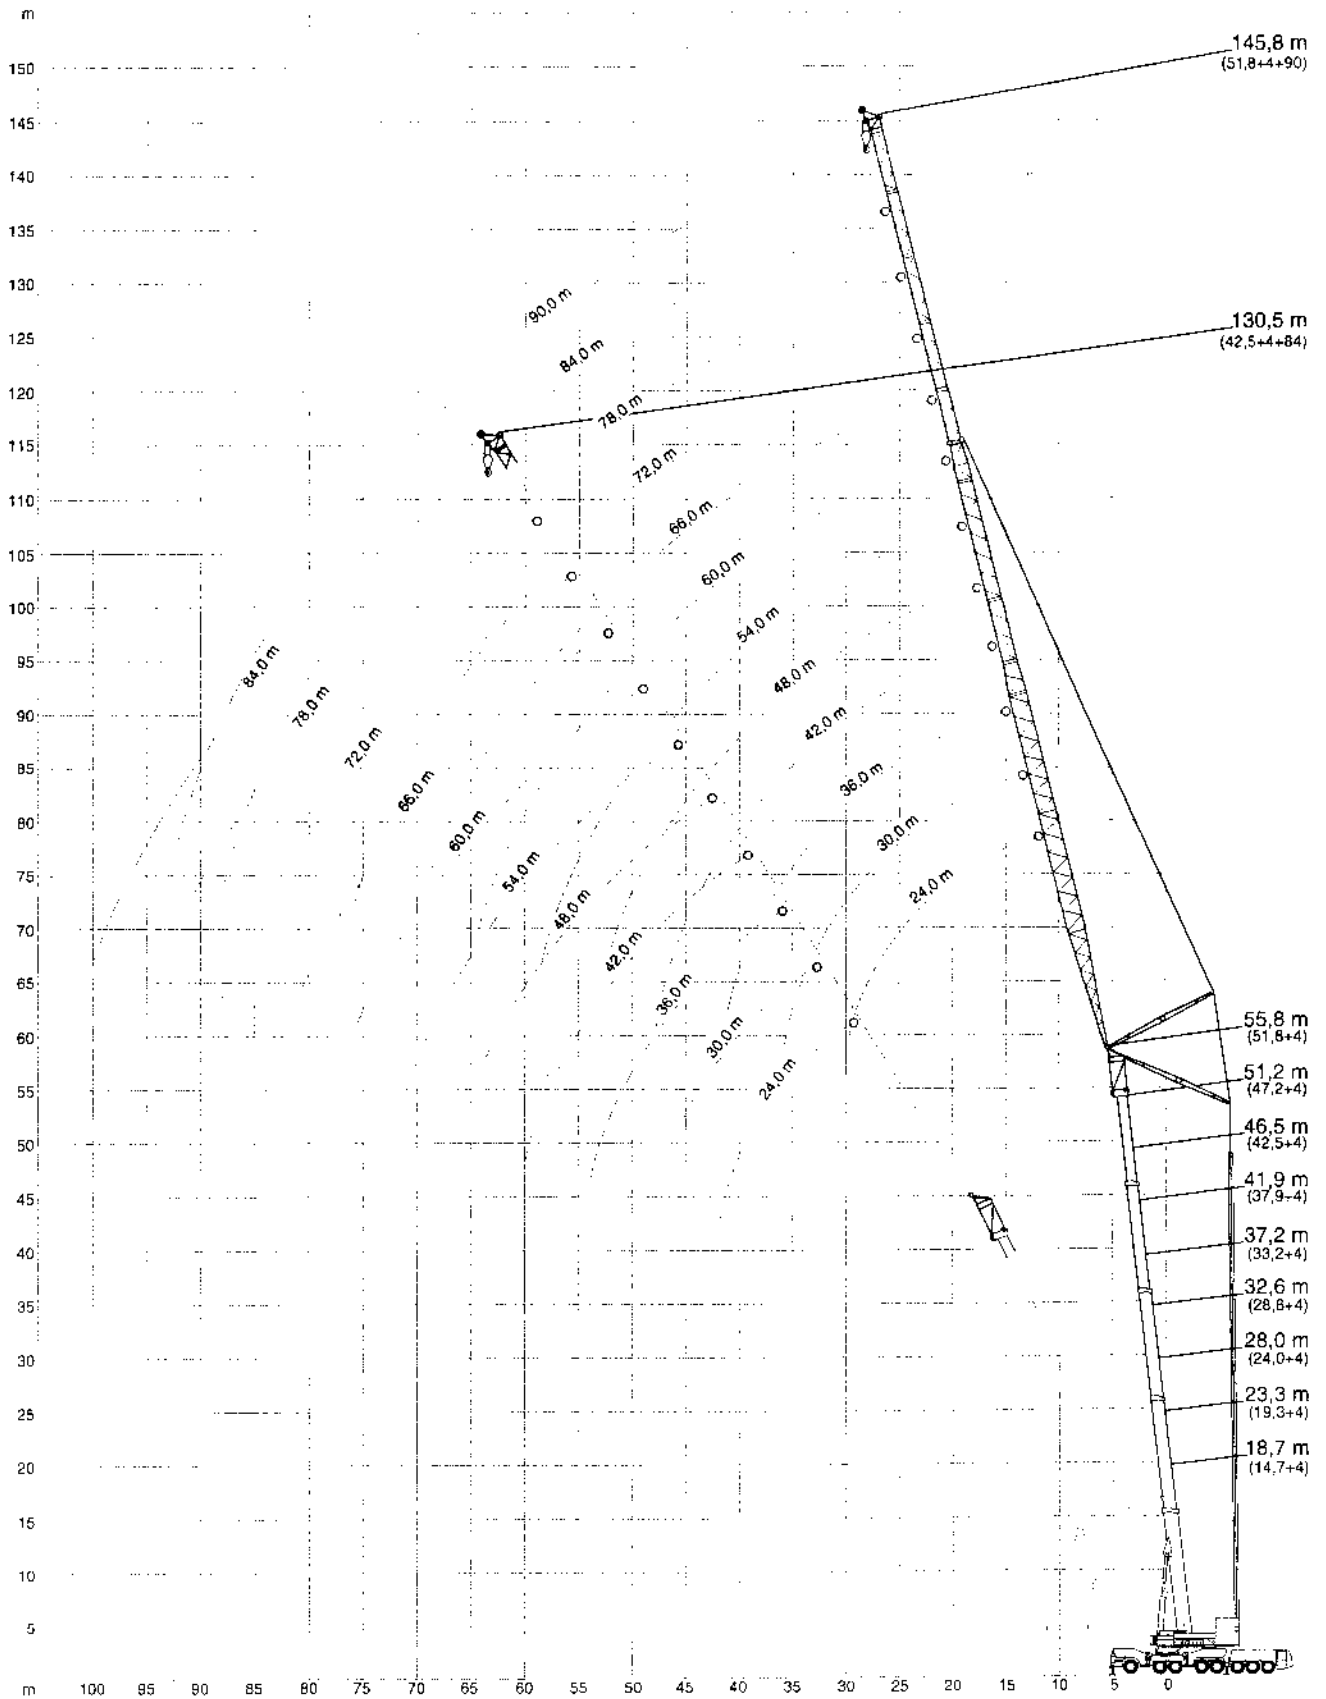 m
145,8 m
(51,8+4+90)
150
145
140
135
130
90,0 m
130,5 m
(42,5+4+84)
125
84,0 m
120
78,0 m
115
72,0 m
110
66,0 m
105
60,0 m
100
54,0 m
95
84,0 m
48,0 m
90
78,0 m
42,0 m
85
72,0 m
36,0 m
66,0 m
80
60,0 m
30,0 m
75
54,0 m
24,0 m
70
48,0 m
42,0 m
65
36,0 m
60
30,0 m
55,8 m
(51,8+4)
55
24,0 m
51,2 m
(47,2+4)
50
46,5 m
(42,5+4)
45
41,9 m
(37,9+4)
40
37,2 m
(33,2+4)
35
32,6 m
(28,6+4)
30
28,0 m
(24,0+4)
25
23,3 m
(19,3+4)
20
18,7 m
(14,7+4)
15
10
5
m 100 95 90 85 80 75 70 65 60 55 50 45 40 35 30 25 20 15 10 5 0